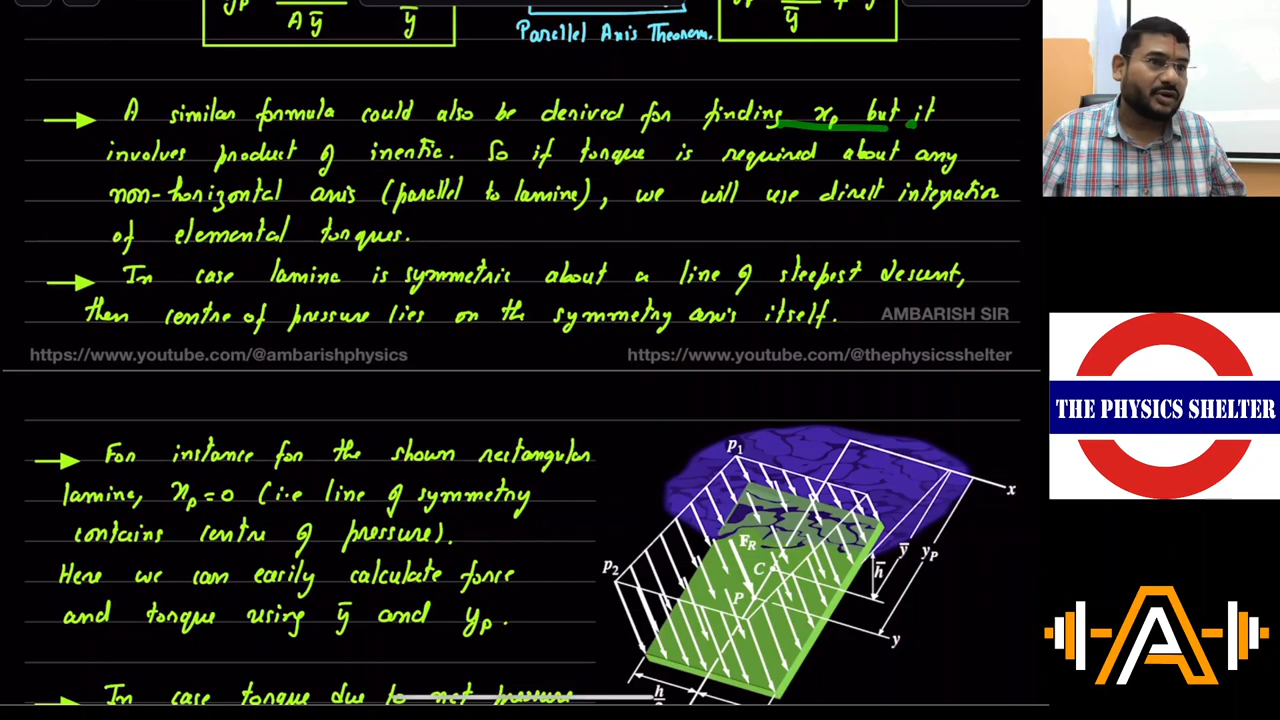 yp
Aȳ
ȳ
Parallel Axis Theorem.
yp
ȳ
+
A similar formula could also be derived for finding xp but it
involves product of inertia. So if torque is required about any
non-horizontal axis (parallel to lamina), we will use direct integration
of elemental torques.
In case lamina is symmetric about a line of steepest descent,
then centre of pressure lies on the symmetry axis itself.
AMBARISH SIR
https://www.youtube.com/@ambarishphysics
https://www.youtube.com/@thephysicsshelter
THE PHYSICS SHELTER
For instance for the shown rectangular
lamina, xp = 0 (i.e line of symmetry
contains centre of pressure).
Here we can easily calculate force
and torque using ȳ and yp.
In case torque due to net pressure
p1
x
FR
ȳ
yp
p2
C
h̄
P
y
h
A